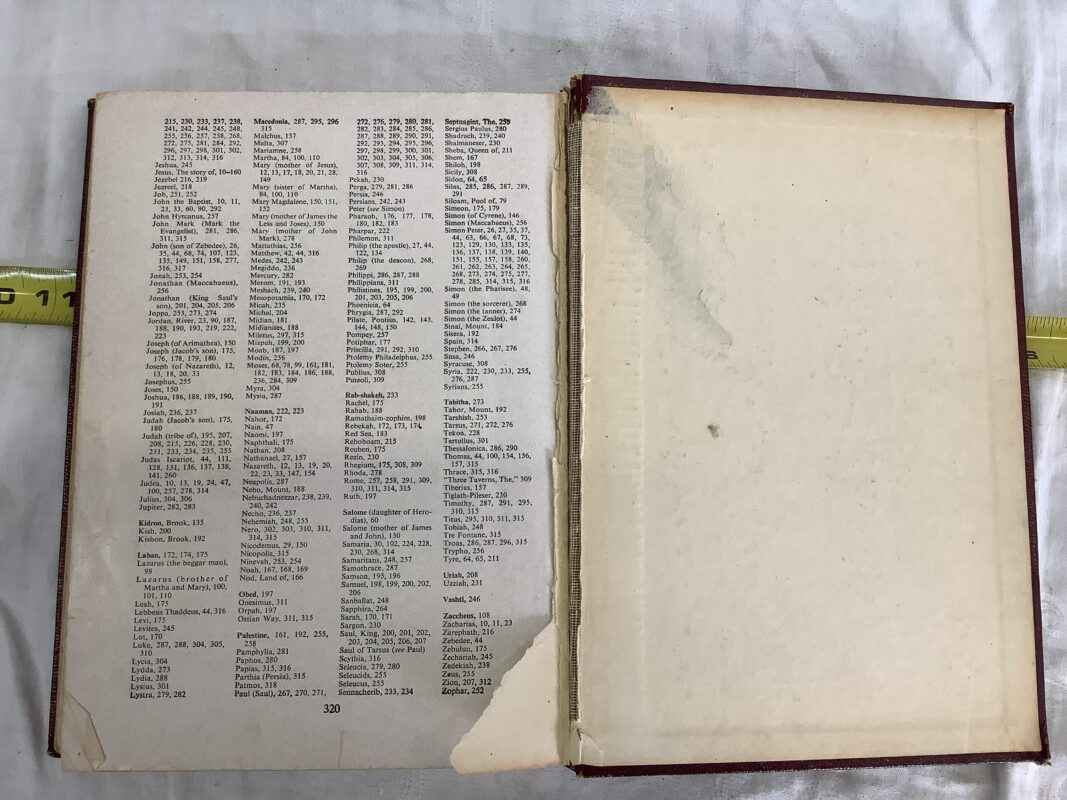 215, 230, 233, 237, 238,
241, 242, 244, 245, 248,
255, 256, 257, 258, 268,
272, 275, 281, 284, 292,
296, 297, 298, 301, 302,
312, 313, 314, 316
Jeshua, 245
Jesus, The story of, 10–160
Jezebel 216, 219
Jezreel, 218
Job, 251, 252
John the Baptist, 10, 11,
23, 33, 60, 90, 292
John Hyrcanus, 257
John Mark (Mark the
Evangelist), 281, 286,
311, 315
John (son of Zebedee), 26,
35, 44, 68, 74, 107, 123,
135, 149, 151, 158, 277,
316, 317
Jonah, 253, 254
Jonathan (Maccabaeus),
256
Jonathan (King Saul's
son), 201, 204, 205, 206
Joppa, 253, 273, 274
Jordan, River, 23, 90, 187,
188, 190, 193, 219, 222,
223
Joseph (of Arimathea), 150
Joseph (Jacob's son), 175,
176, 178, 179, 180
Joseph (of Nazareth), 12,
13, 18, 20, 33
Josephus, 255
Joses, 150
Joshua, 186, 188, 189, 190,
191
Josiah, 236, 237
Judah (Jacob's son), 175,
180
Judah (tribe of), 195, 207,
208, 215, 226, 228, 230,
231, 233, 234, 235, 255
Judas Iscariot, 44, 111,
128, 131, 136, 137, 138,
141, 260
Judea, 10, 13, 19, 24, 47,
100, 257, 278, 314
Julius, 304, 306
Jupiter, 282, 283
Kidron, Brook, 135
Kish, 200
Kishon, Brook, 192
Laban, 172, 174, 175
Lazarus (the beggar man),
98
Lazarus (brother of
Martha and Mary), 100,
101, 110
Leah, 175
Lebbeus Thaddeus, 44, 316
Levi, 175
Levites, 245
Lot, 170
Luke, 287, 288, 304, 305,
310
Lycia, 304
Lydda, 273
Lydia, 288
Lysias, 301
Lystra, 279, 282
Macedonia, 287, 295, 296
315
Malchus, 137
Malta, 307
Mariamne, 258
Martha, 84, 100, 110
Mary (mother of Jesus),
12, 13, 17, 18, 20, 21, 28,
149
Mary (sister of Martha),
84, 100, 110
Mary Magdalene, 150, 151,
152
Mary (mother of James the
Less and Joses), 150
Mary (mother of John
Mark), 278
Mattathias, 256
Matthew, 42, 44, 316
Medes, 242, 243
Megiddo, 236
Mercury, 282
Merom, 191, 193
Meshach, 239, 240
Mesopotamia, 170, 172
Micah, 235
Michal, 204
Midian, 181
Midianites, 188
Miletus, 297, 315
Mizpeh, 199, 200
Moab, 187, 197
Modin, 256
Moses, 68, 78, 99, 161, 181,
182, 183, 184, 186, 188,
236, 284, 309
Myra, 304
Mysia, 287
Naaman, 222, 223
Nahor, 172
Nain, 47
Naomi, 197
Naphthali, 175
Nathan, 208
Nathanael, 27, 157
Nazareth, 12, 13, 19, 20,
22, 23, 33, 147, 154
Neapolis, 287
Nebo, Mount, 188
Nebuchadnezzar, 238, 239,
240, 242
Necho, 236, 237
Nehemiah, 248, 255
Nero, 302, 303, 310, 311,
314, 315
Nicodemus, 29, 150
Nicopolis, 315
Nineveh, 253, 254
Noah, 167, 168, 169
Nod, Land of, 166
Obed, 197
Onesimus, 311
Orpah, 197
Ostian Way, 311, 315
Palestine, 161, 192, 255,
258
Pamphylia, 281
Paphos, 280
Papias, 315, 316
Parthia (Persia), 315
Patmos, 318
Paul (Saul), 267, 270, 271,
272, 276, 279, 280, 281,
282, 283, 284, 285, 286,
287, 288, 289, 290, 291,
292, 293, 294, 295, 296,
297, 298, 299, 300, 301,
302, 303, 304, 305, 306,
307, 308, 309, 311, 314,
316
Pekah, 230
Perga, 279, 281, 286
Persia, 246
Persians, 242, 243
Peter (see Simon)
Pharaoh, 176, 177, 178,
180, 182, 183
Pharpar, 222
Philemon, 311
Philip (the apostle), 27, 44,
122, 134
Philip (the deacon), 268,
269
Philippi, 286, 287, 288
Philippians, 311
Philistines, 195, 199, 200,
201, 203, 205, 206
Phoenicia, 64
Phrygia, 287, 292
Pilate, Pontius, 142, 143,
144, 148, 150
Pompey, 257
Potiphar, 177
Priscilla, 291, 292, 310
Ptolemy Philadelphus, 255
Ptolemy Soter, 255
Publius, 308
Puteoli, 309
Rab-shakeh, 233
Rachel, 175
Rahab, 188
Ramathaim-zophim, 198
Rebekah, 172, 173, 174
Red Sea, 183
Rehoboam, 215
Reuben, 175
Rezin, 230
Rhegium, 175, 308, 309
Rhoda, 278
Rome, 257, 258, 291, 309,
310, 311, 314, 315
Ruth, 197
Salome (daughter of Hero-
dias), 60
Salome (mother of James
and John), 150
Samaria, 30, 102, 224, 228,
230, 268, 314
Samaritans, 248, 257
Samothrace, 287
Samson, 195, 196
Samuel, 198, 199, 200, 202,
206
Sanballat, 248
Sapphira, 264
Sarah, 170, 171
Sargon, 230
Saul, King, 200, 201, 202,
203, 204, 205, 206, 207
Saul of Tarsus (see Paul)
Scythia, 316
Seleucia, 279, 280
Seleucids, 255
Seleucus, 255
Sennacherib, 233, 234
Septuagint, The, 255
Sergius Paulus, 280
Shadrach, 239, 240
Shalmaneser, 230
Sheba, Queen of, 211
Shem, 167
Shiloh, 198
Sicily, 308
Sidon, 64, 65
Silas, 285, 286, 287, 289,
291
Siloam, Pool of, 79
Simeon, 175, 179
Simon (of Cyrene), 146
Simon (Maccabaeus), 256
Simon Peter, 26, 27, 35, 37,
44, 63, 66, 67, 68, 73,
123, 129, 130, 133, 135,
136, 137, 138, 139, 140,
151, 155, 157, 158, 260,
261, 262, 263, 264, 265,
268, 273, 274, 275, 277,
278, 285, 314, 315, 316
Simon (the Pharisee), 48,
49
Simon (the sorcerer), 268
Simon (the tanner), 274
Simon (the Zealot), 44
Sinai, Mount, 184
Sisera, 192
Spain, 314
Stephen, 266, 267, 276
Susa, 246
Syracuse, 308
Syria, 222, 230, 233, 255,
276, 287
Syrians, 255
Tabitha, 273
Tabor, Mount, 192
Tarshish, 253
Tarsus, 271, 272, 276
Tekoa, 228
Tertullus, 301
Thessalonica, 286, 290
Thomas, 44, 100, 134, 156,
157, 315
Thrace, 315, 316
"Three Taverns, The," 309
Tiberias, 157
Tiglath-Pileser, 230
Timothy, 287, 291, 295,
310, 315
Titus, 295, 310, 311, 315
Tobiah, 248
Tre Fontane, 315
Troas, 286, 287, 296, 315
Trypho, 256
Tyre, 64, 65, 211
Uriah, 208
Uzziah, 231
Vashti, 246
Zaccheus, 108
Zacharias, 10, 11, 23
Zarephath, 216
Zebedee, 44
Zebulun, 175
Zechariah, 245
Zedekiah, 238
Zeus, 255
Zion, 207, 312
Zophar, 252
320
11
8